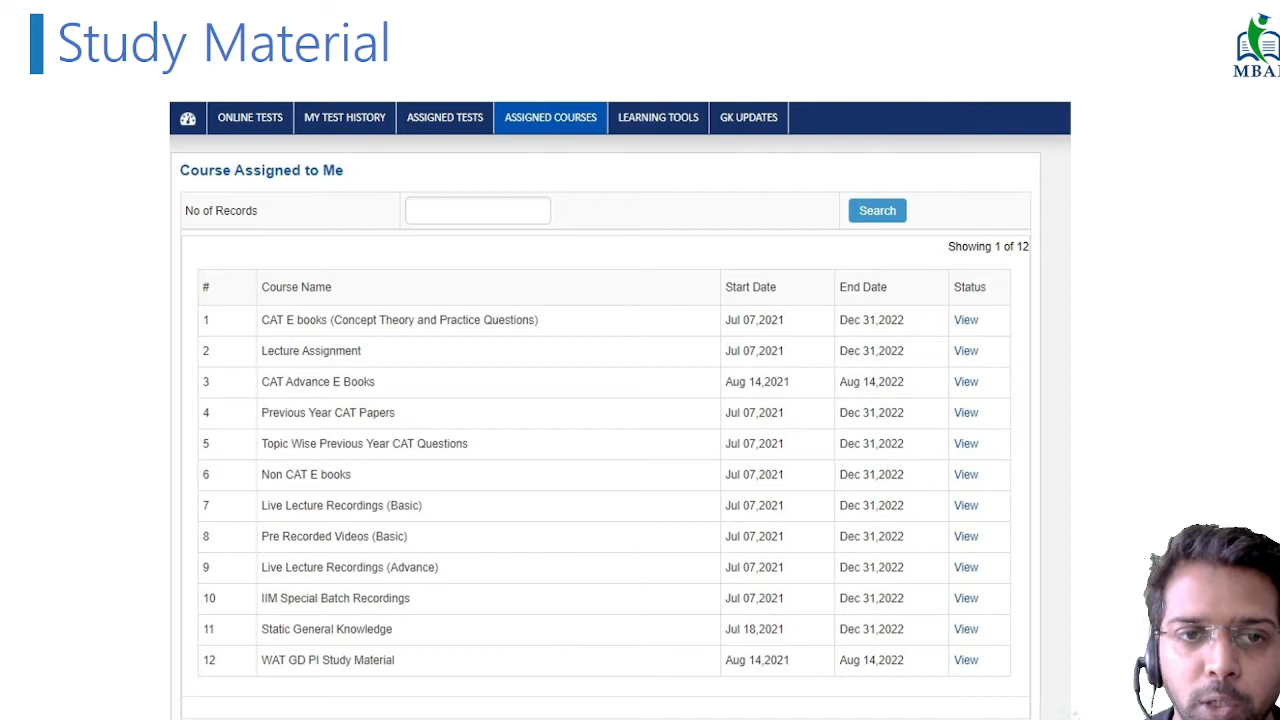 Study Material
MBA
ONLINE TESTS MY TEST HISTORY ASSIGNED TESTS ASSIGNED COURSES LEARNING TOOLS GK UPDATES
Course Assigned to Me
No of Records Search
Showing 1 of 12
# Course Name Start Date End Date Status
1 CAT E books (Concept Theory and Practice Questions) Jul 07,2021 Dec 31,2022 View
2 Lecture Assignment Jul 07,2021 Dec 31,2022 View
3 CAT Advance E Books Aug 14,2021 Aug 14,2022 View
4 Previous Year CAT Papers Jul 07,2021 Dec 31,2022 View
5 Topic Wise Previous Year CAT Questions Jul 07,2021 Dec 31,2022 View
6 Non CAT E books Jul 07,2021 Dec 31,2022 View
7 Live Lecture Recordings (Basic) Jul 07,2021 Dec 31,2022 View
8 Pre Recorded Videos (Basic) Jul 07,2021 Dec 31,2022 View
9 Live Lecture Recordings (Advance) Jul 07,2021 Dec 31,2022 View
10 IIM Special Batch Recordings Jul 07,2021 Dec 31,2022 View
11 Static General Knowledge Jul 18,2021 Dec 31,2022 View
12 WAT GD PI Study Material Aug 14,2021 Aug 14,2022 View